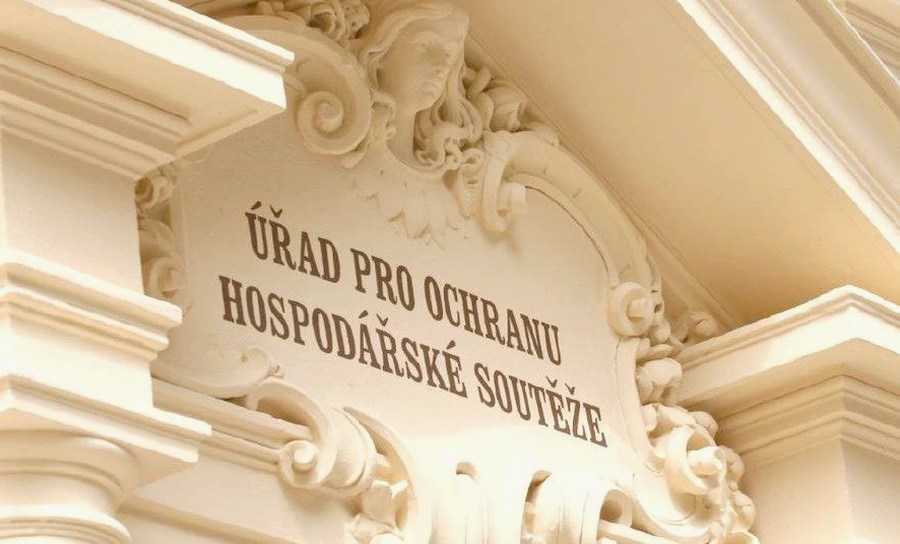 ÚŘAD PRO OCHRANU
HOSPODÁŘSKÉ SOUTĚŽE